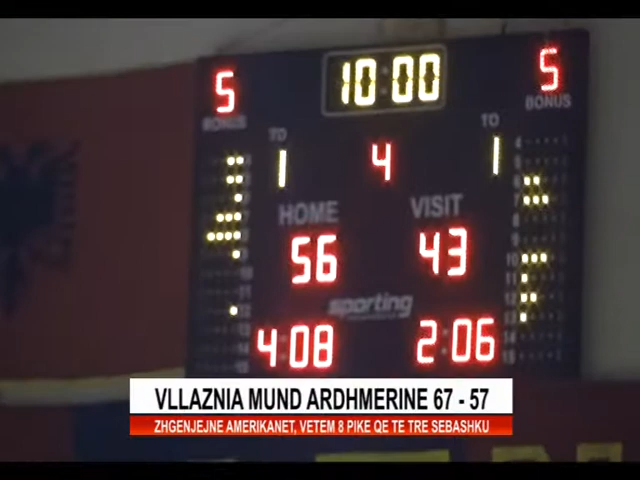 5 10:00 5
BONUS BONUS
TO TO
1 4 1
HOME VISIT
56 43
sporting
4:08 2:06
VLLAZNIA MUND ARDHMERINE 67 - 57
ZHGENJEJNE AMERIKANET, VETEM 8 PIKE QE TE TRE SEBASHKU